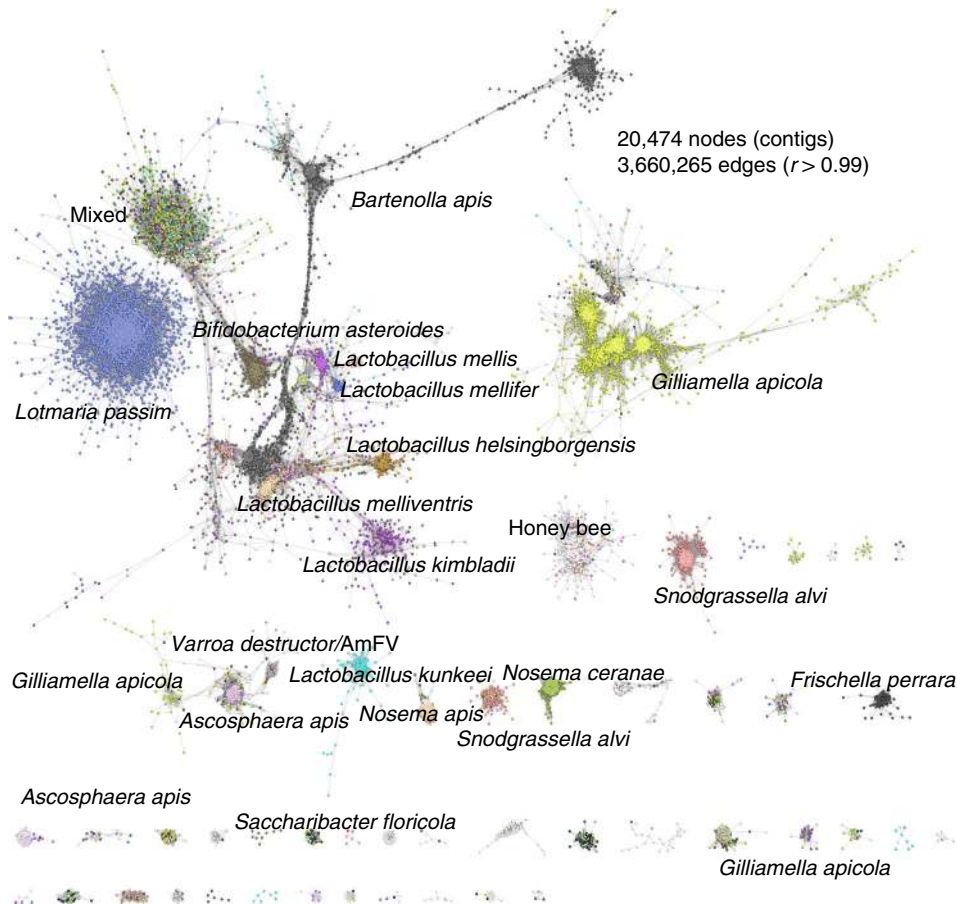 20,474 nodes (contigs)
3,660,265 edges (r > 0.99)
Bartenolla apis
Mixed
Bifidobacterium asteroides
Lactobacillus mellis
Lactobacillus mellifer
Gilliamella apicola
Lotmaria passim
Lactobacillus helsingborgensis
Lactobacillus melliventris
Honey bee
Lactobacillus kimbladii
Snodgrassella alvi
Varroa destructor/AmFV
Gilliamella apicola
Lactobacillus kunkeei
Nosema ceranae
Frischella perrara
Ascosphaera apis
Nosema apis
Snodgrassella alvi
Ascosphaera apis
Saccharibacter floricola
Gilliamella apicola